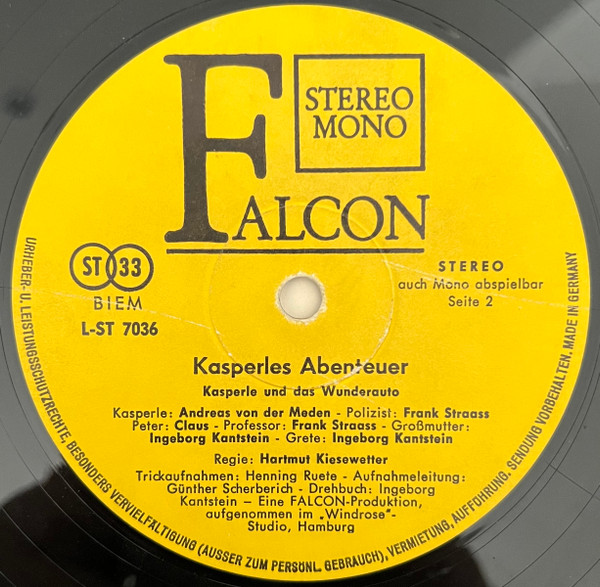 FALCON
STEREO
MONO
ST 33
BIEM
L-ST 7036
STEREO
auch Mono abspielbar
Seite 2
Kasperles Abenteuer
Kasperle und das Wunderauto
Kasperle: Andreas von der Meden - Polizist: Frank Straass
Peter: Claus - Professor: Frank Straass - Großmutter:
Ingeborg Kantstein - Grete: Ingeborg Kantstein
Regie: Hartmut Kiesewetter
Trickaufnahmen: Henning Ruete - Aufnahmeleitung:
Günther Scherberich - Drehbuch: Ingeborg
Kantstein – Eine FALCON-Produktion,
aufgenommen im „Windrose"-
Studio, Hamburg
URHEBER- U. LEISTUNGSSCHUTZRECHTE, BESONDERS VERVIELFÄLTIGUNG (AUSSER ZUM PERSÖNL. GEBRAUCH), VERMIETUNG, AUFFÜHRUNG. SENDUNG VORBEHALTEN. MADE IN GERMANY